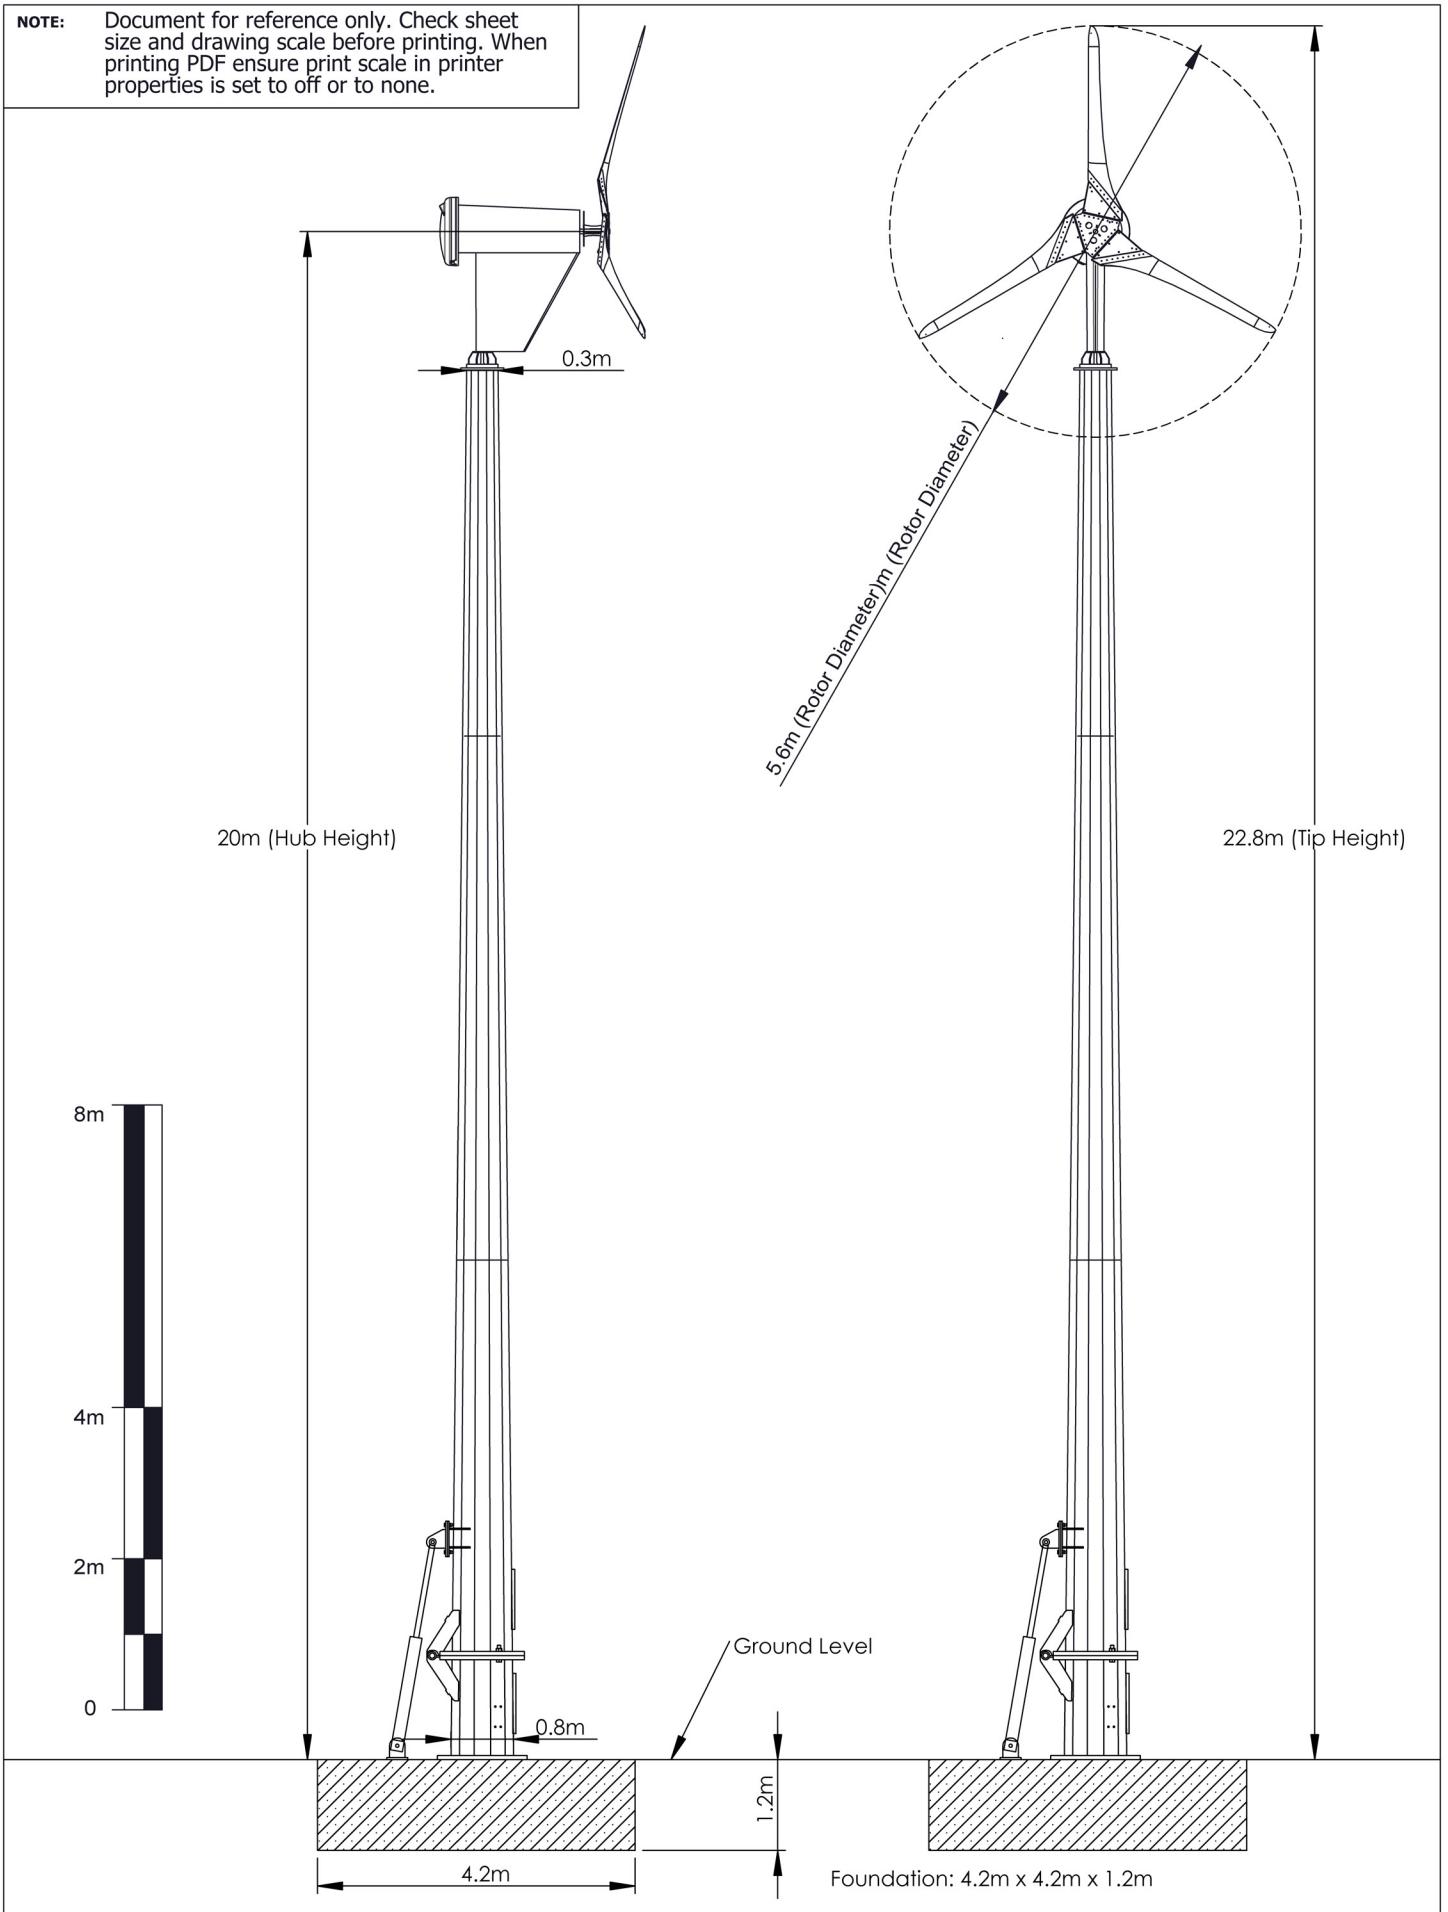 NOTE:
Document for reference only. Check sheet
size and drawing scale before printing. When
printing PDF ensure print scale in printer
properties is set to off or to none.
0.3m
5.6m (Rotor Diameter)m (Rotor Diameter)
20m (Hub Height)
22.8m (Tip Height)
8m
4m
2m
0
Ground Level
0.8m
1.2m
4.2m
Foundation: 4.2m x 4.2m x 1.2m